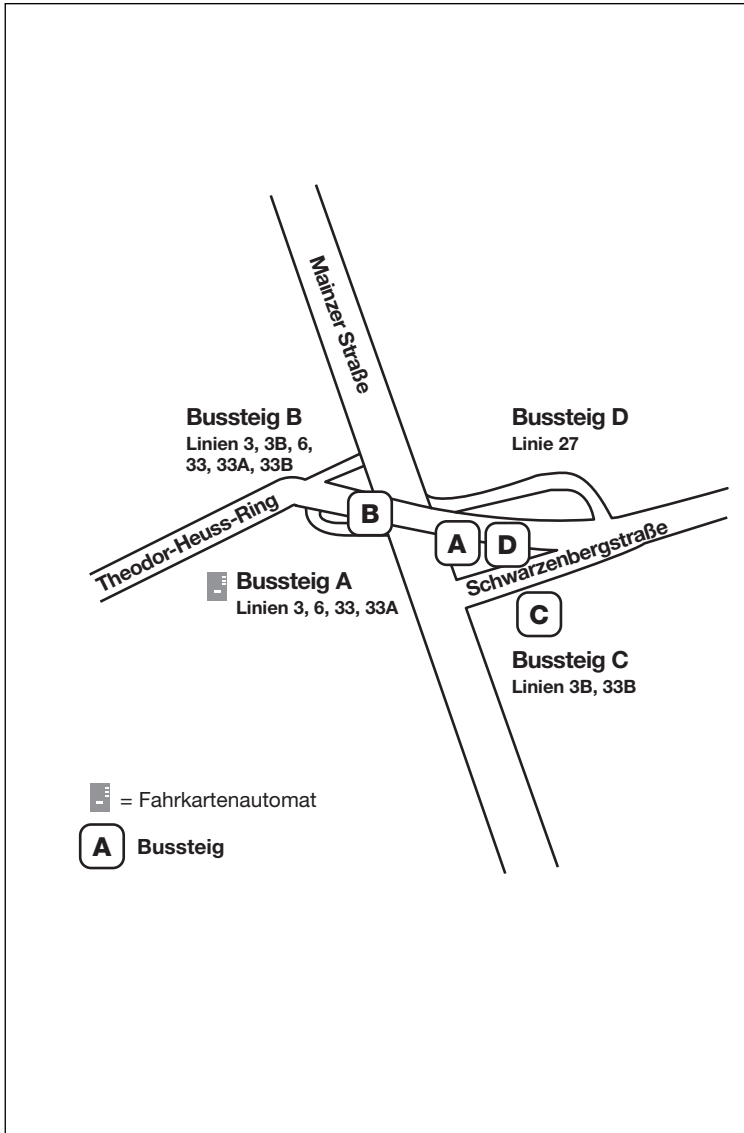 Mainzer Straße
Bussteig B
Linien 3, 3B, 6,
33, 33A, 33B
Bussteig D
Linie 27
B
A
D
Theodor-Heuss-Ring
Schwarzenbergstraße
Bussteig A
Linien 3, 6, 33, 33A
C
Bussteig C
Linien 3B, 33B
= Fahrkartenautomat
A Bussteig